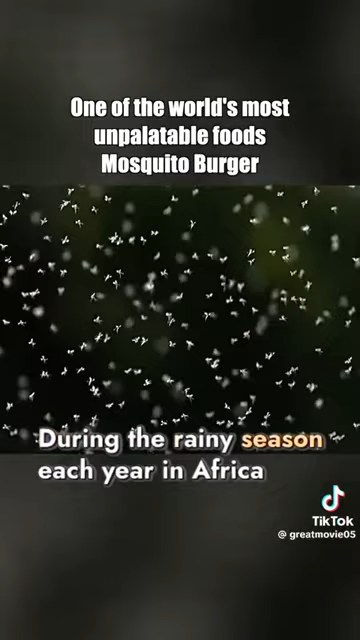 One of the world's most
unpalatable foods
Mosquito Burger
During the rainy season
each year in Africa
TikTok
@ greatmovie05